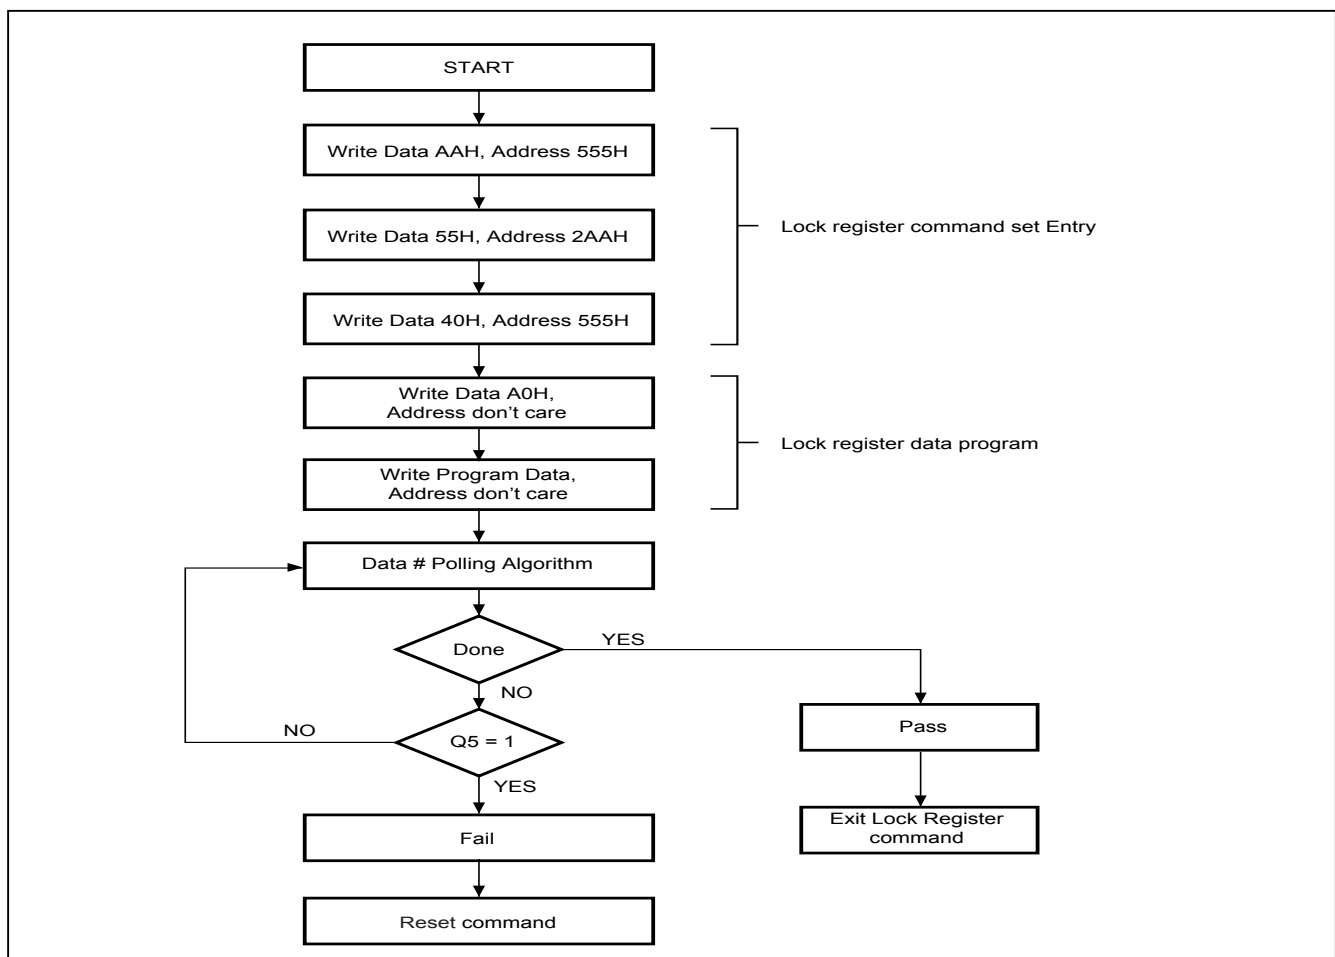 START
Write Data AAH, Address 555H
Write Data 55H, Address 2AAH
Lock register command set Entry
Write Data 40H, Address 555H
Write Data A0H,
Address don't care
Lock register data program
Write Program Data,
Address don't care
Data # Polling Algorithm
Done
YES
NO
Q5 = 1
NO
YES
Pass
Fail
Exit Lock Register
command
Reset command